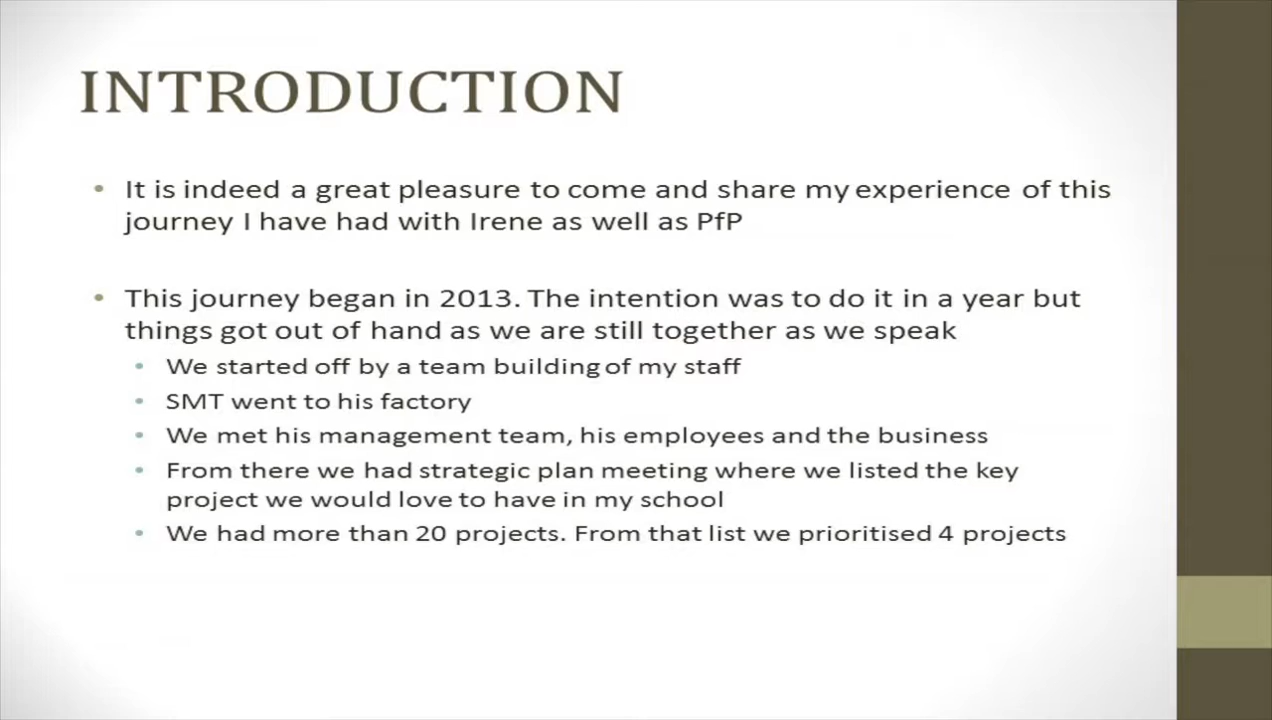 INTRODUCTION
• It is indeed a great pleasure to come and share my experience of this
journey I have had with Irene as well as PfP
• This journey began in 2013. The intention was to do it in a year but
things got out of hand as we are still together as we speak
• We started off by a team building of my staff
• SMT went to his factory
• We met his management team, his employees and the business
• From there we had strategic plan meeting where we listed the key
project we would love to have in my school
• We had more than 20 projects. From that list we prioritised 4 projects